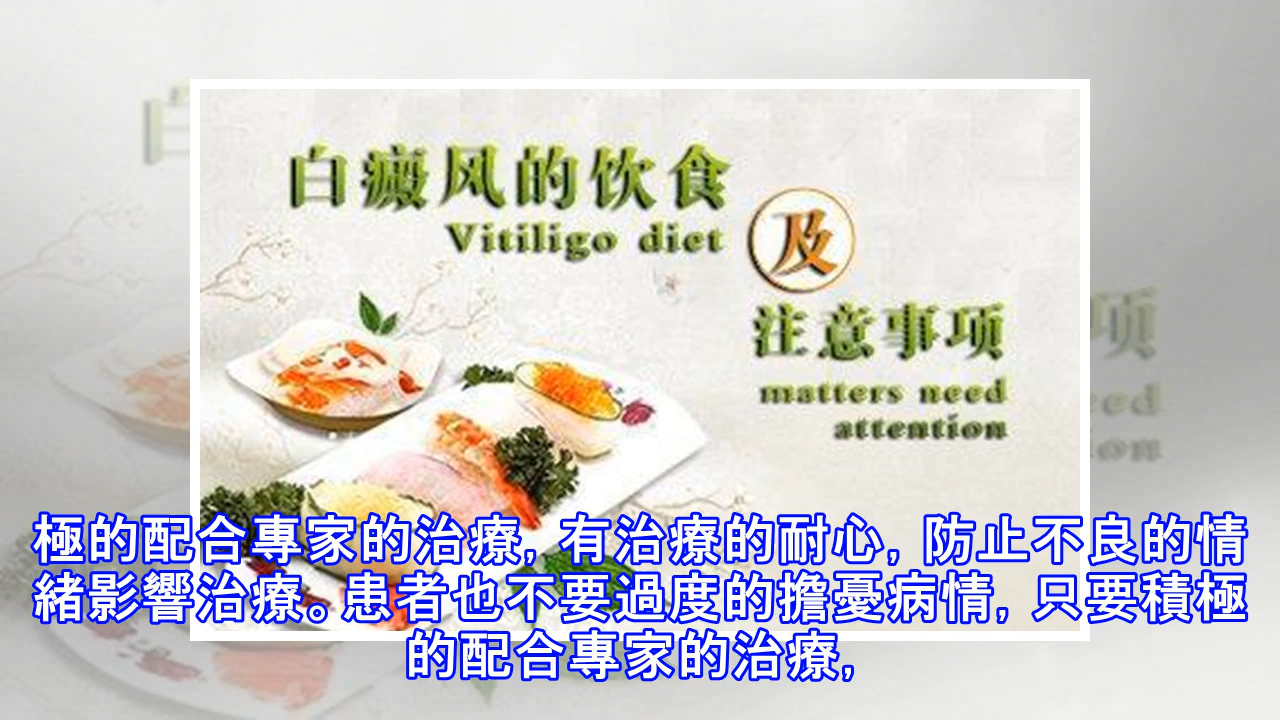 白癜风的饮食
Vitiligo diet
及
注意事项
matters need
attention
極的配合專家的治療, 有治療的耐心, 防止不良的情
緒影響治療。患者也不要過度的擔憂病情, 只要積極
的配合專家的治療,